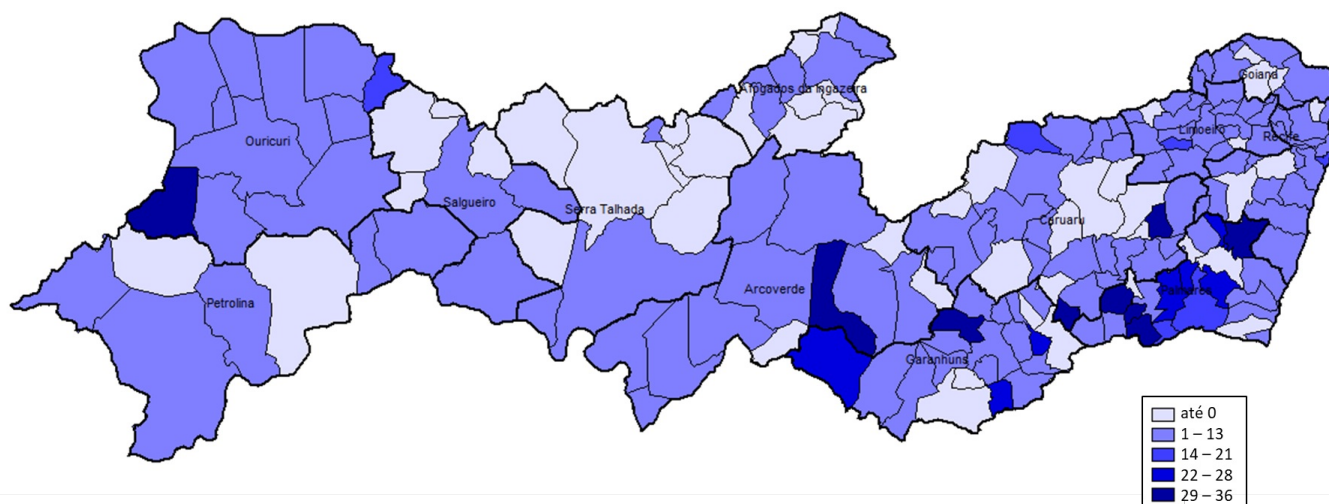 Goiana
Afogados da Ingazeira
Limoeiro
Recife
Ouricuri
Salgueiro
Serra Talhada
Caruaru
Arcoverde
Palmares
Petrolina
Garanhuns
até 0
1 – 13
14 – 21
22 – 28
29 – 36